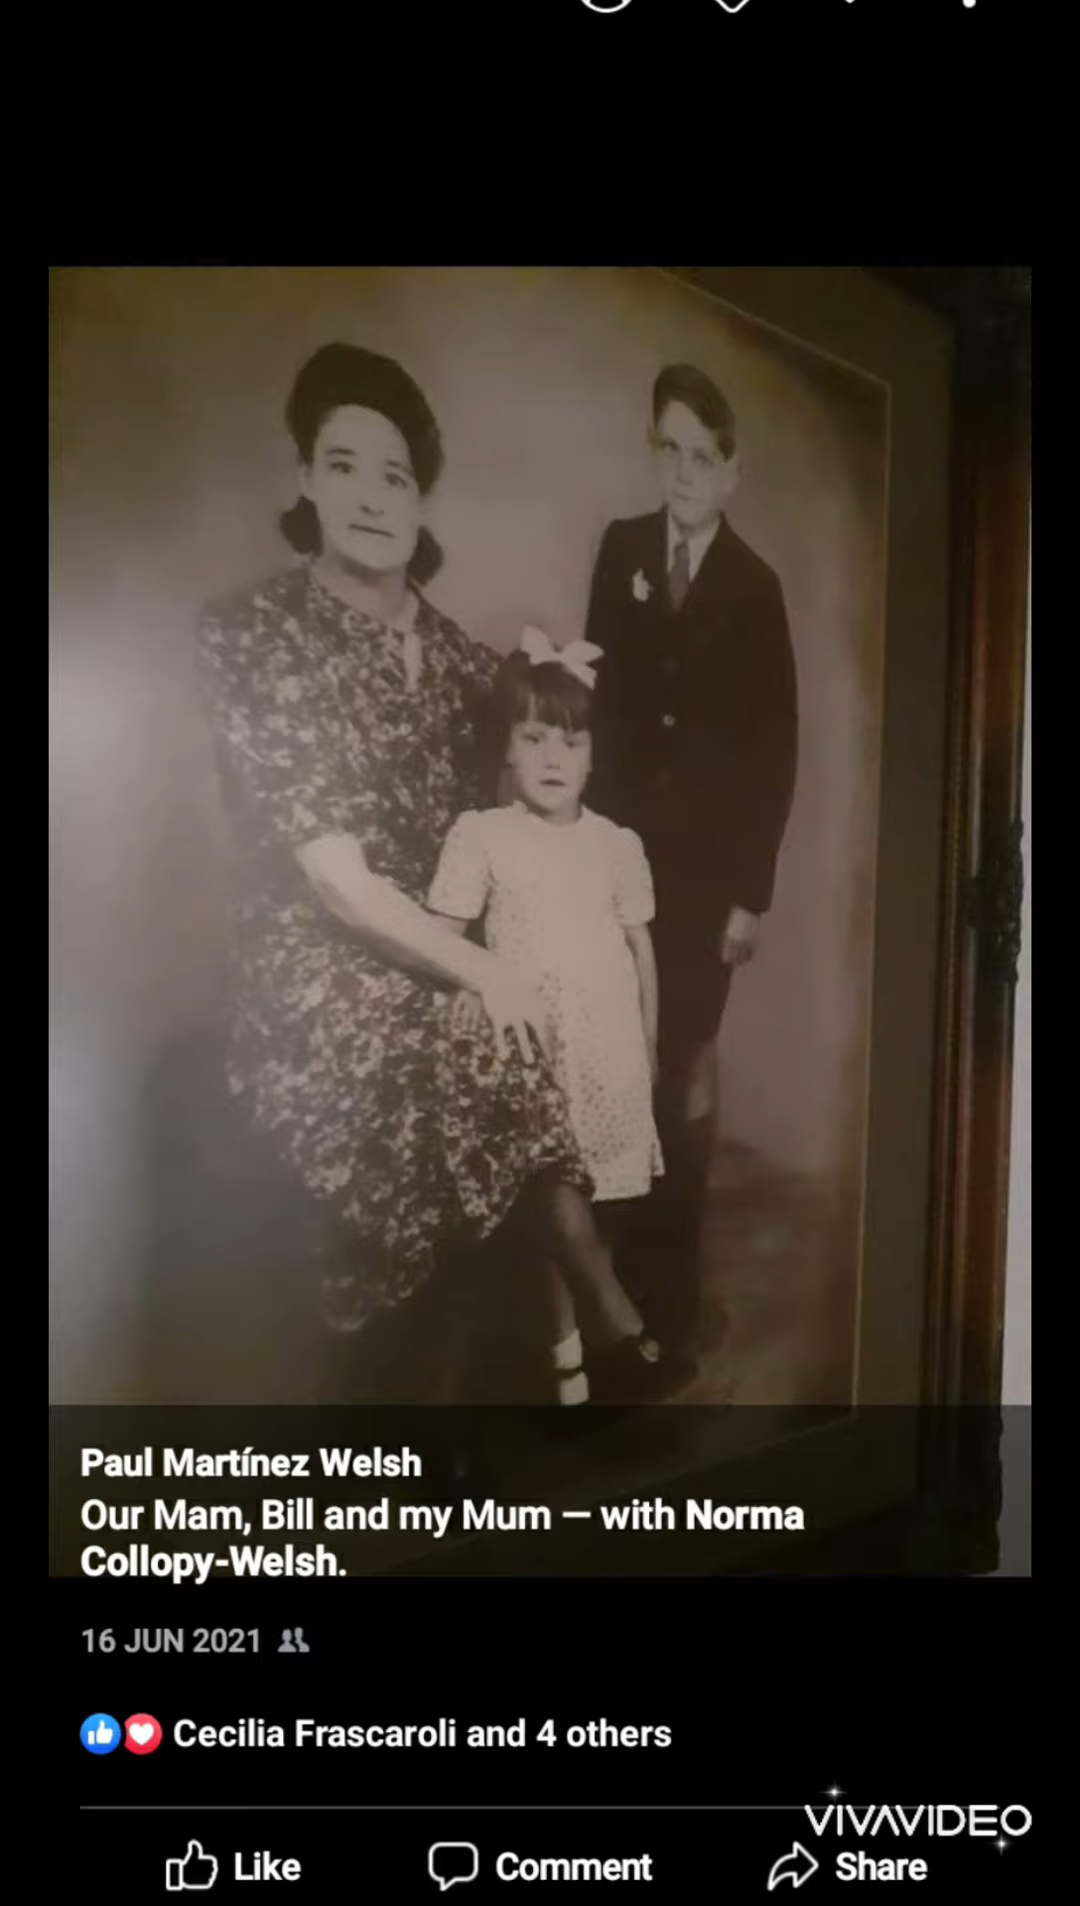 Paul Martínez Welsh
Our Mam, Bill and my Mum — with Norma
Collopy-Welsh.
16 JUN 2021
Cecilia Frascaroli and 4 others
VIVAVIDEO
Like
Comment
Share